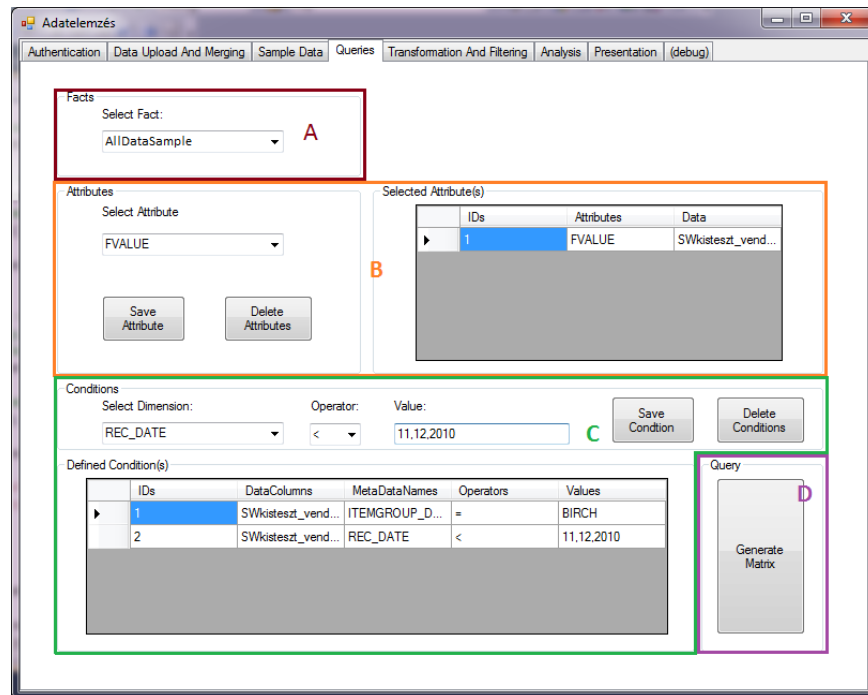 Adatelemzés
Authentication Data Upload And Merging Sample Data Queries Transformation And Filtering Analysis Presentation (debug)
Facts
Select Fact:
AllDataSample
A
Attributes
Select Attribute
FVALUE
Save Attribute
Delete Attributes
B
Selected Attribute(s)
IDs Attributes Data
1 FVALUE SWkisteszt_vend...
Conditions
Select Dimension: Operator: Value:
REC_DATE < 11,12,2010
C
Save Condtion
Delete Conditions
Defined Condition(s)
IDs DataColumns MetaDataNames Operators Values
1 SWkisteszt_vend... ITEMGROUP_D... = BIRCH
2 SWkisteszt_vend... REC_DATE < 11,12,2010
Query
D
Generate Matrix